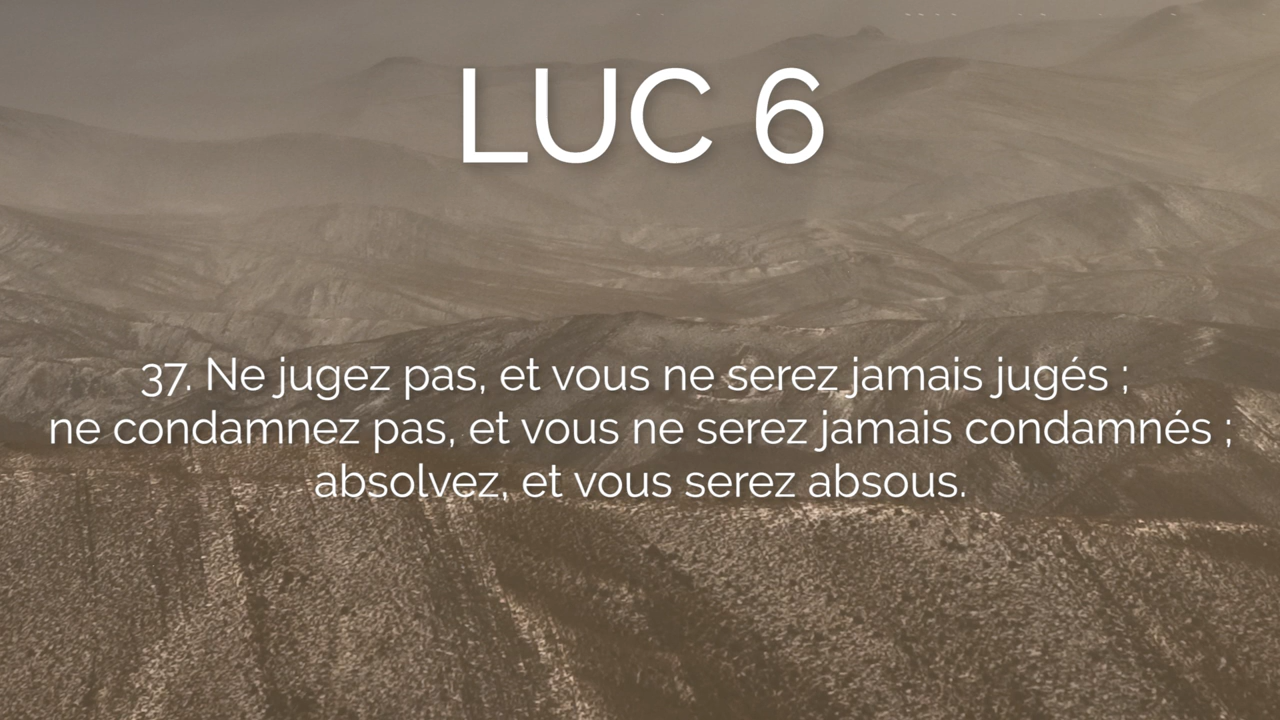 LUC 6
37. Ne jugez pas, et vous ne serez jamais jugés ;
ne condamnez pas, et vous ne serez jamais condamnés ;
absolvez, et vous serez absous.